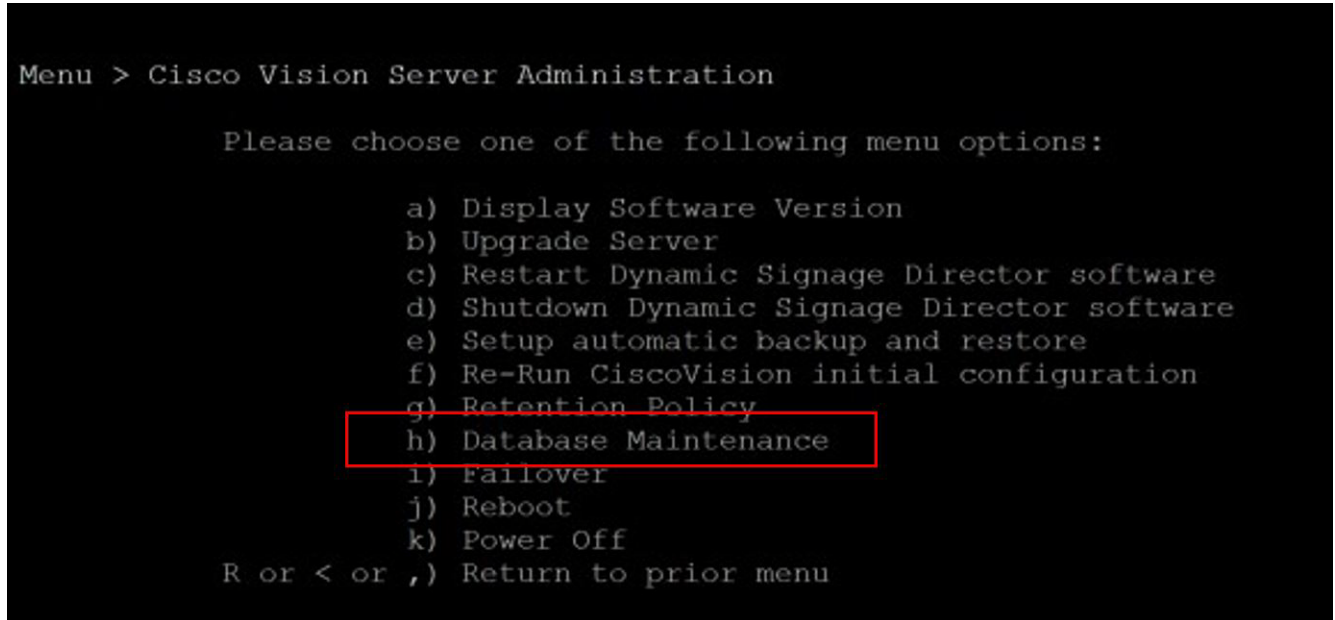 Menu > Cisco Vision Server Administration
Please choose one of the following menu options:
a) Display Software Version
b) Upgrade Server
c) Restart Dynamic Signage Director software
d) Shutdown Dynamic Signage Director software
e) Setup automatic backup and restore
f) Re-Run CiscoVision initial configuration
g) Retention Policy
h) Database Maintenance
i) Failover
j) Reboot
k) Power Off
R or < or ,) Return to prior menu